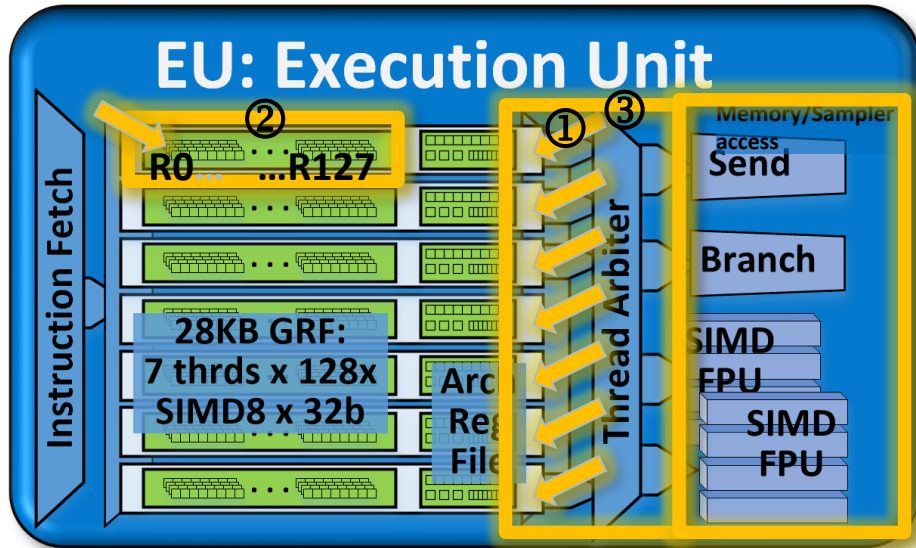 EU: Execution Unit
Instruction Fetch
②
R0... ...R127
28KB GRF:
7 thrds x 128x
SIMD8 x 32b
Arch
Reg
File
①
③
Thread Arbiter
Memory/Sampler
access
Send
Branch
SIMD
FPU
SIMD
FPU